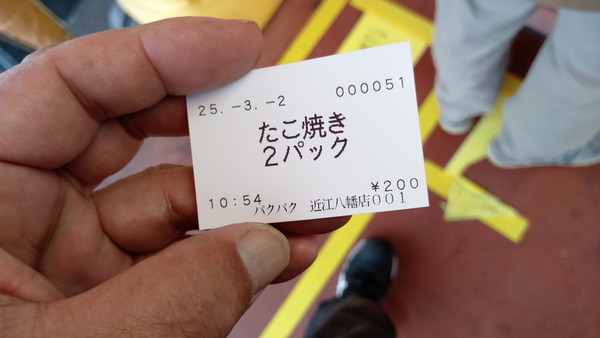 25.-3.-2 000051
たこ焼き
2パック
10:54 ¥200
パクパク 近江八幡店001